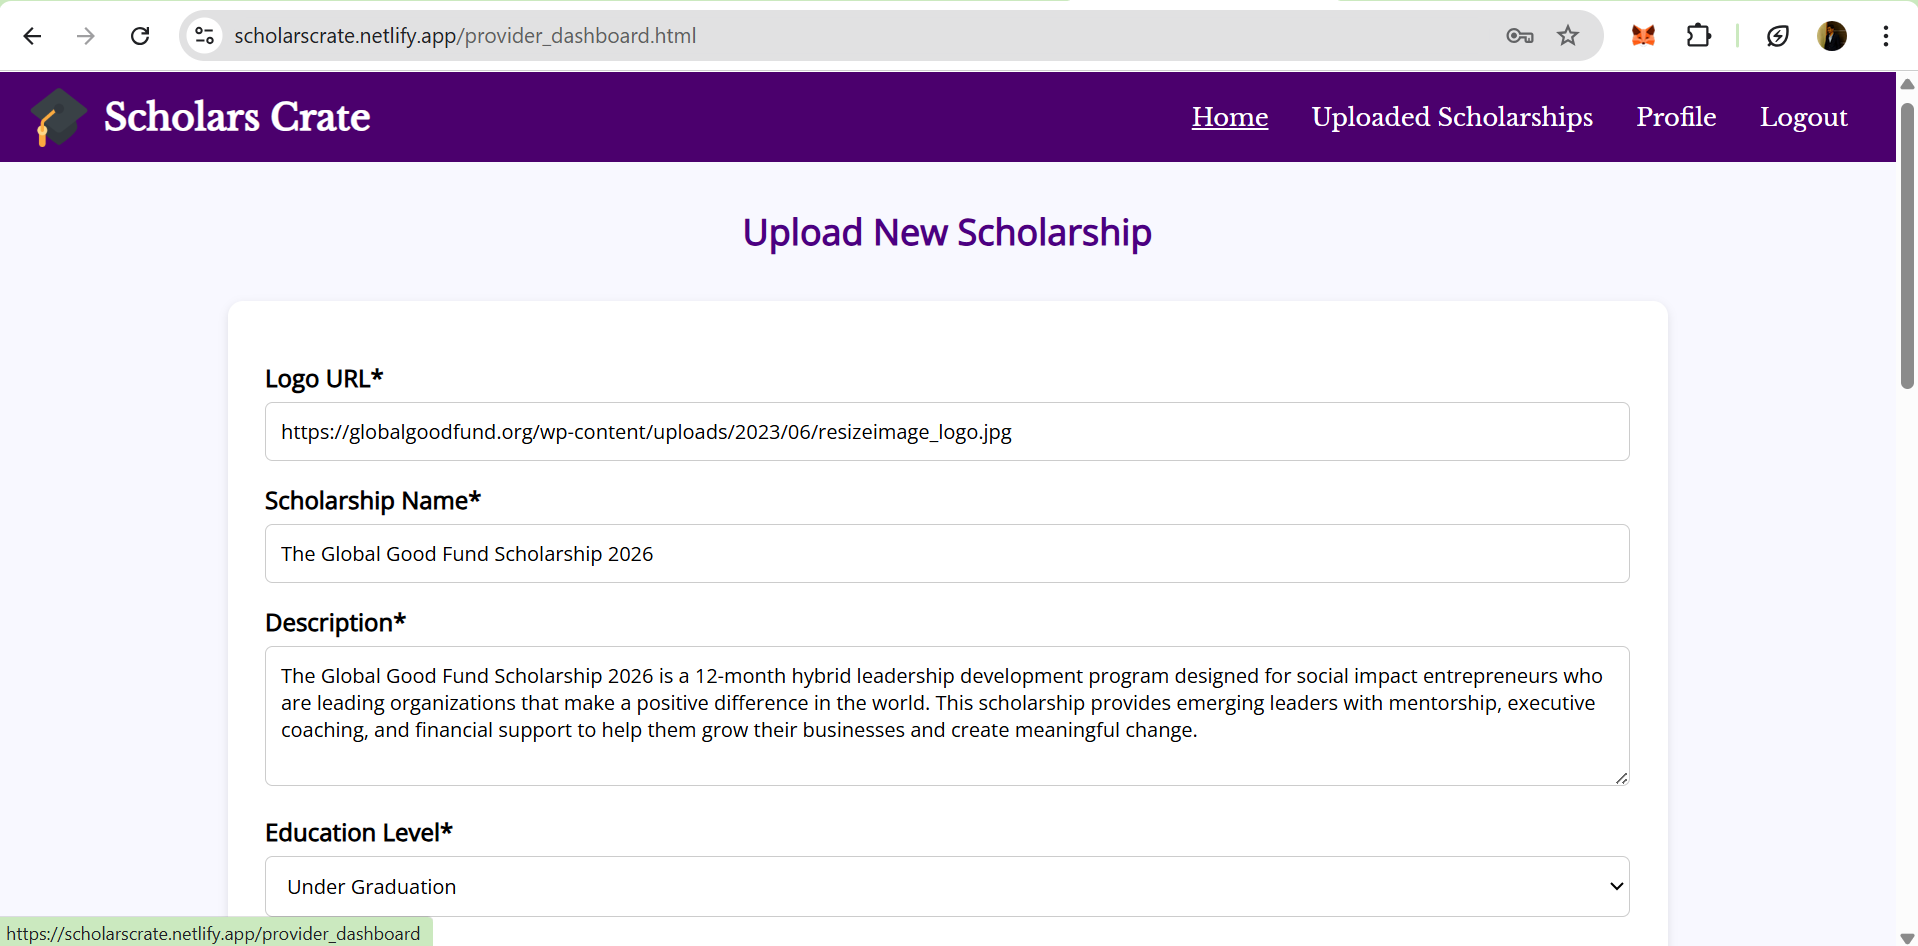 scholarscrate.netlify.app/provider_dashboard.html
Scholars Crate
Home
Uploaded Scholarships
Profile
Logout
Upload New Scholarship
Logo URL*
https://globalgoodfund.org/wp-content/uploads/2023/06/resizeimage_logo.jpg
Scholarship Name*
The Global Good Fund Scholarship 2026
Description*
The Global Good Fund Scholarship 2026 is a 12-month hybrid leadership development program designed for social impact entrepreneurs who
are leading organizations that make a positive difference in the world. This scholarship provides emerging leaders with mentorship, executive
coaching, and financial support to help them grow their businesses and create meaningful change.
Education Level*
Under Graduation
https://scholarscrate.netlify.app/provider_dashboard